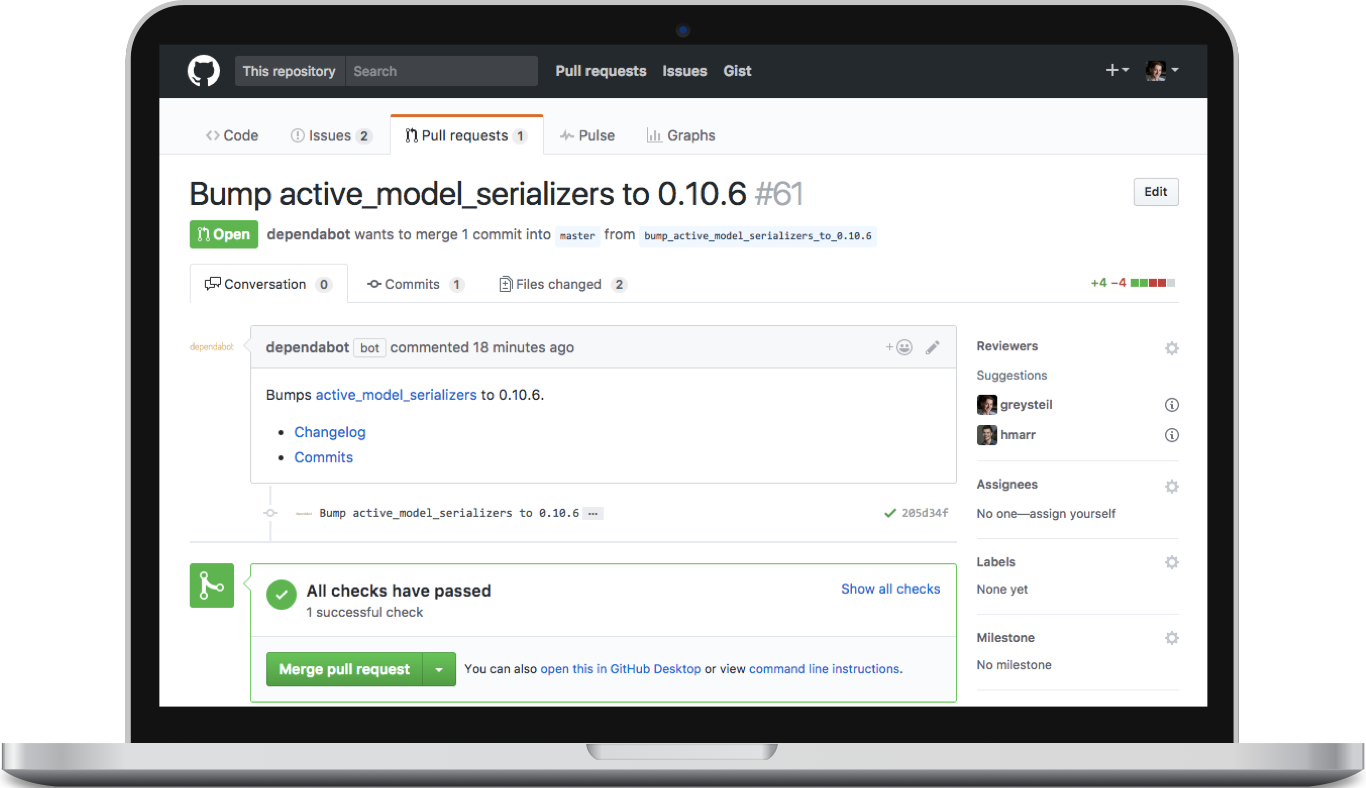 This repository Search Pull requests Issues Gist
Code Issues 2 Pull requests 1 Pulse Graphs
Bump active_model_serializers to 0.10.6 #61
Edit
Open dependabot wants to merge 1 commit into master from bump_active_model_serializers_to_0.10.6
Conversation 0 Commits 1 Files changed 2
+4 −4
dependabot
dependabot bot commented 18 minutes ago
Bumps active_model_serializers to 0.10.6.
Changelog
Commits
Bump active_model_serializers to 0.10.6 … 205d34f
All checks have passed
1 successful check
Show all checks
Merge pull request
You can also open this in GitHub Desktop or view command line instructions.
Reviewers
Suggestions
greysteil
hmarr
Assignees
No one—assign yourself
Labels
None yet
Milestone
No milestone